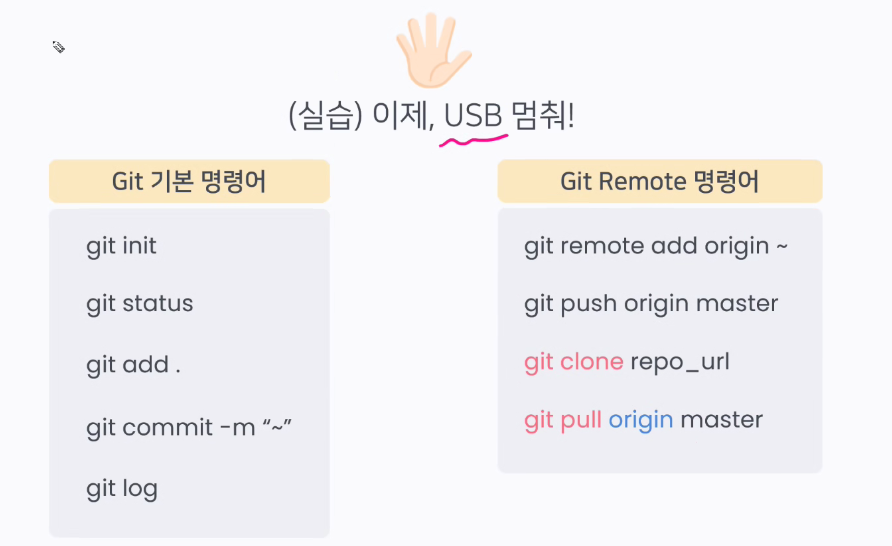 (실습) 이제, USB 멈춰!
Git 기본 명령어
git init
git status
git add .
git commit -m “~”
git log
Git Remote 명령어
git remote add origin ~
git push origin master
git clone repo_url
git pull origin master